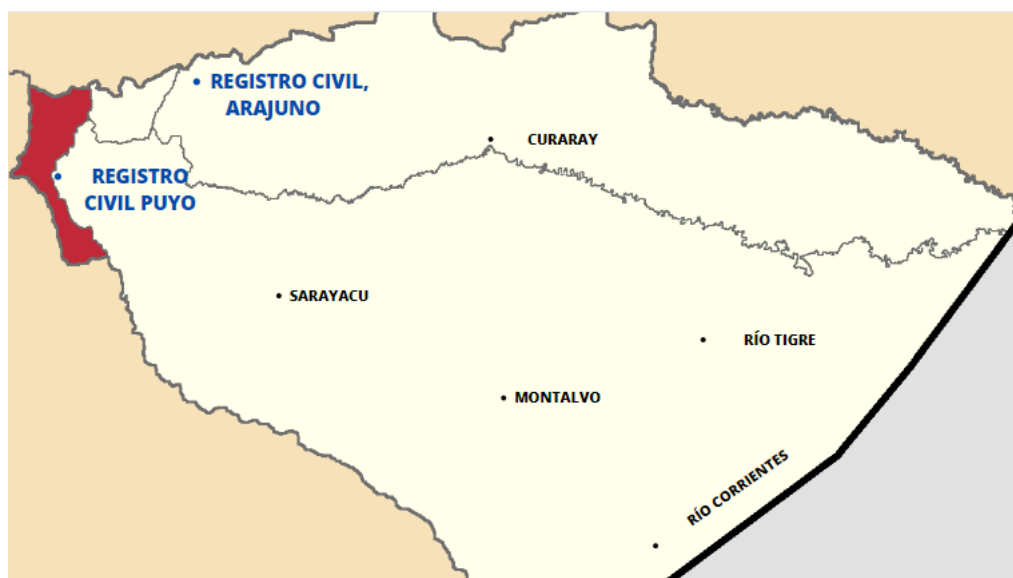 REGISTRO CIVIL,
ARAJUNO
CURARAY
REGISTRO
CIVIL PUYO
SARAYACU
RÍO TIGRE
MONTALVO
RÍO CORRIENTES